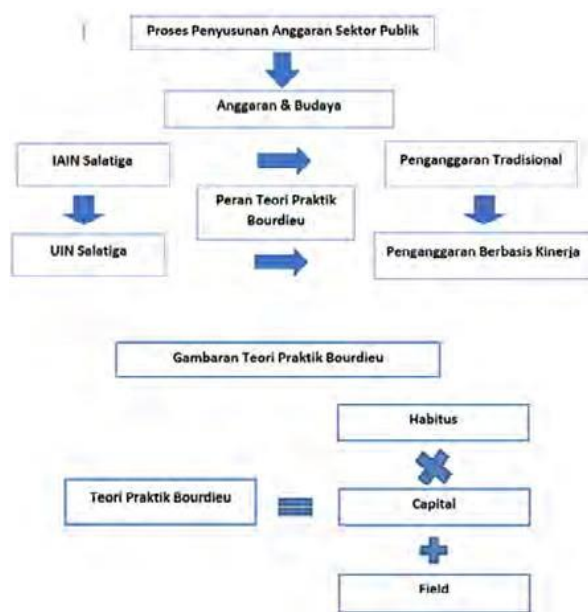 Proses Penyusunan Anggaran Sektor Publik
Anggaran & Budaya
IAIN Salatiga
Penganggaran Tradisional
Peran Teori Praktik
Bourdieu
UIN Salatiga
Penganggaran Berbasis Kinerja
Gambaran Teori Praktik Bourdieu
Habitus
Teori Praktik Bourdieu
Capital
Field